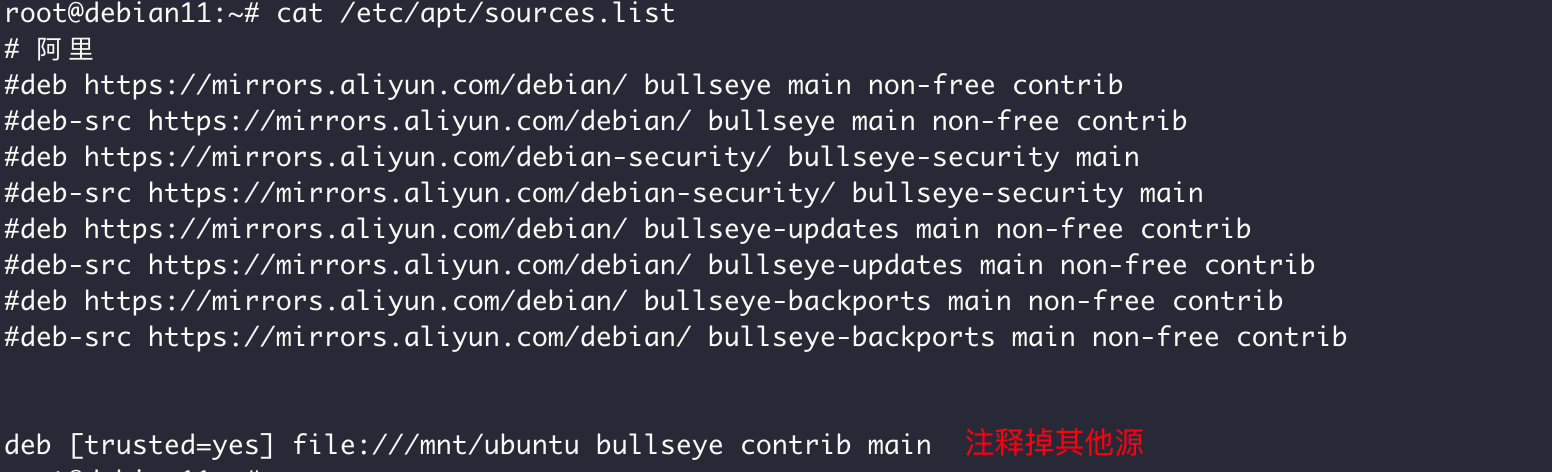 root@debian11:~# cat /etc/apt/sources.list
# 阿里
#deb https://mirrors.aliyun.com/debian/ bullseye main non-free contrib
#deb-src https://mirrors.aliyun.com/debian/ bullseye main non-free contrib
#deb https://mirrors.aliyun.com/debian-security/ bullseye-security main
#deb-src https://mirrors.aliyun.com/debian-security/ bullseye-security main
#deb https://mirrors.aliyun.com/debian/ bullseye-updates main non-free contrib
#deb-src https://mirrors.aliyun.com/debian/ bullseye-updates main non-free contrib
#deb https://mirrors.aliyun.com/debian/ bullseye-backports main non-free contrib
#deb-src https://mirrors.aliyun.com/debian/ bullseye-backports main non-free contrib
deb [trusted=yes] file:///mnt/ubuntu bullseye contrib main 注释掉其他源